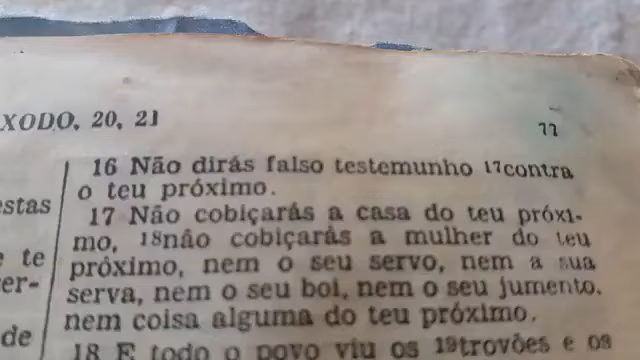 XODO, 20, 21
77
estas
e te
er-
de
16 Não dirás falso testemunho 17contra
o teu próximo.
17 Não cobiçarás a casa do teu próxi-
mo, 18não cobiçarás a mulher do teu
próximo, nem o seu servo, nem a sua
serva, nem o seu boi, nem o seu jumento.
nem coisa alguma do teu próximo.
18 E todo o povo viu os 19trovões e os